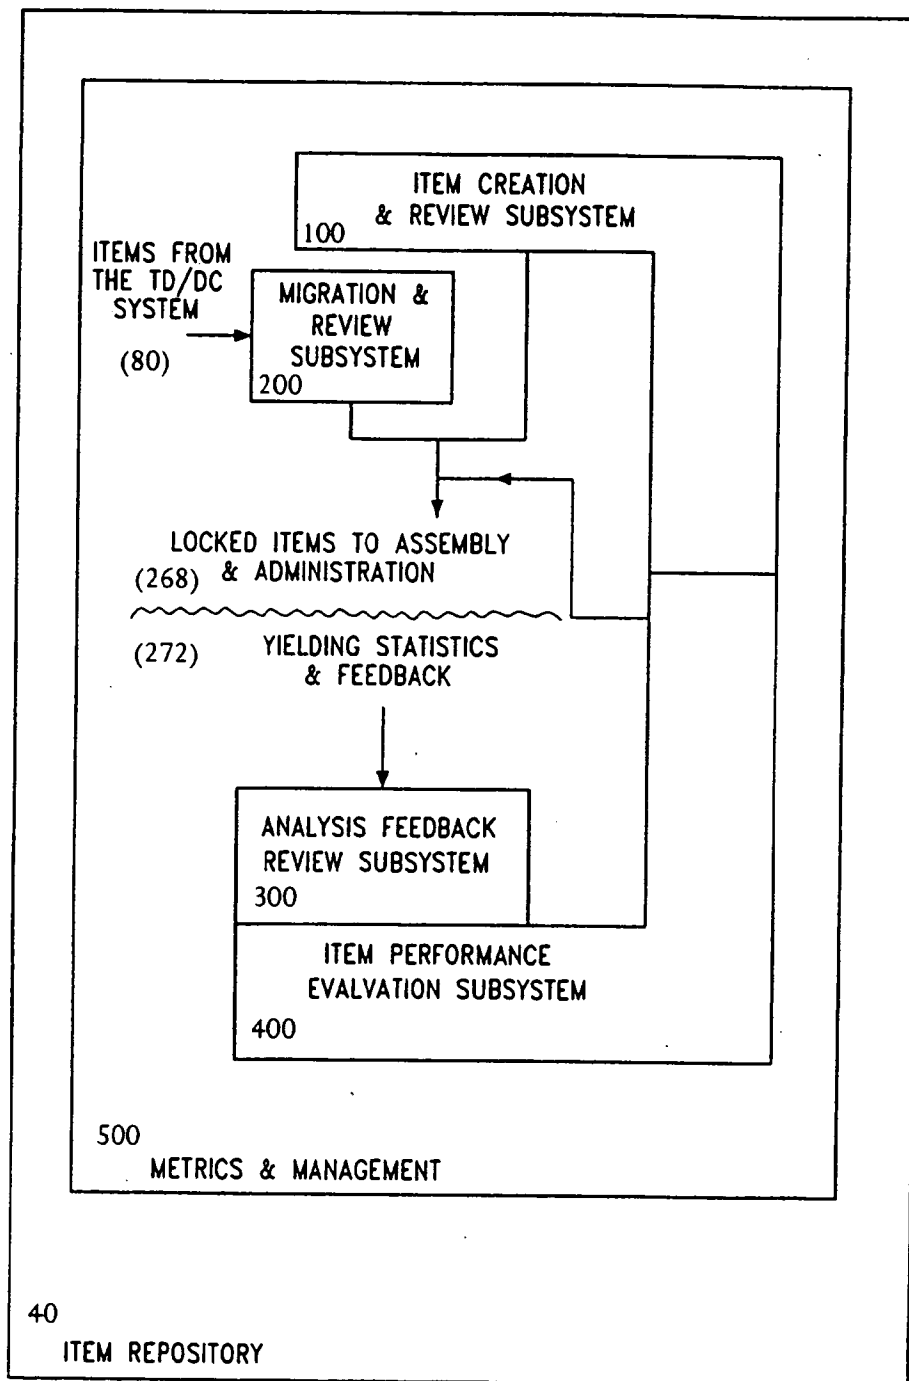 ITEM CREATION
& REVIEW SUBSYSTEM
100
ITEMS FROM
THE TD/DC
SYSTEM
(80)
MIGRATION &
REVIEW
SUBSYSTEM
200
LOCKED ITEMS TO ASSEMBLY
(268) & ADMINISTRATION
(272) YIELDING STATISTICS
& FEEDBACK
ANALYSIS FEEDBACK
REVIEW SUBSYSTEM
300
ITEM PERFORMANCE
EVALVATION SUBSYSTEM
400
500
METRICS & MANAGEMENT
40
ITEM REPOSITORY